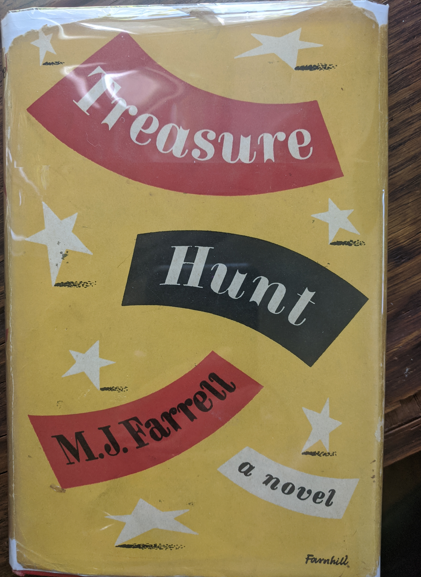 Treasure
Hunt
M.J. Farrell
a novel
Farnhill.